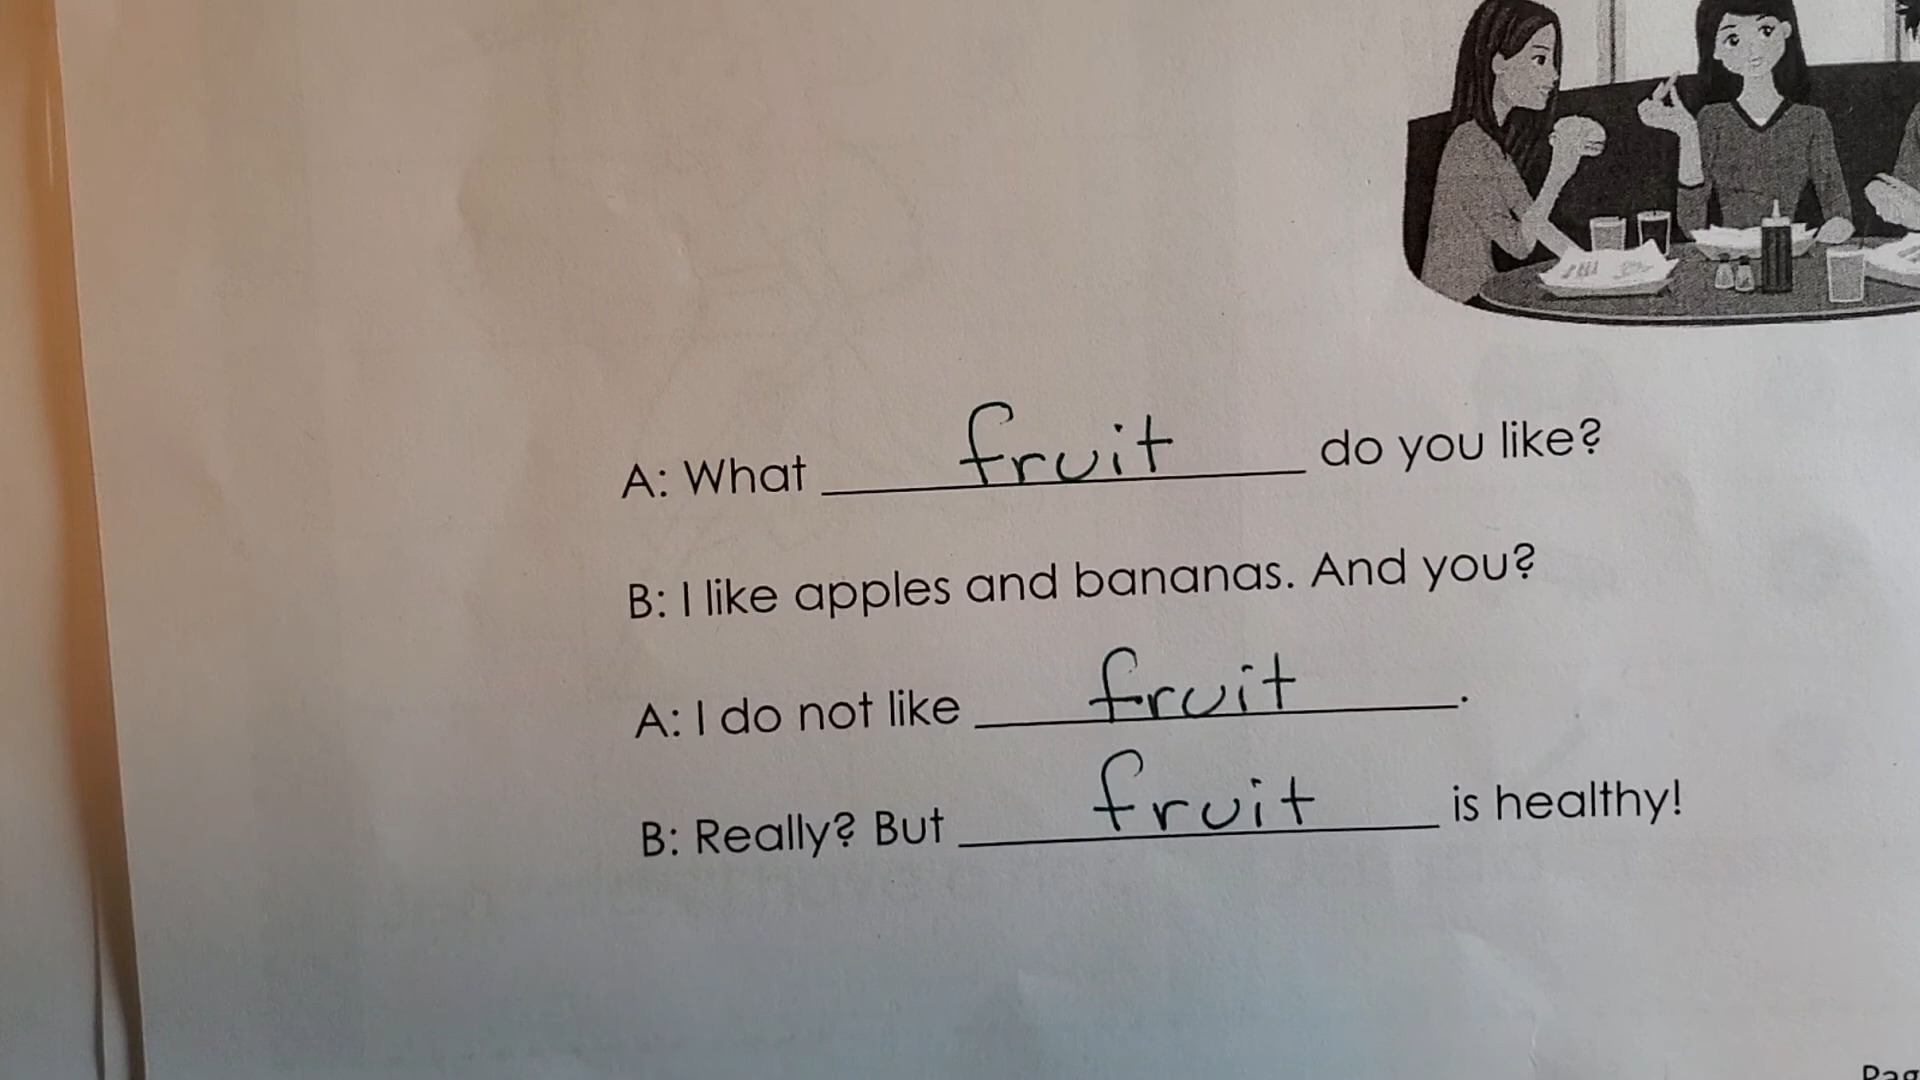 A: What fruit do you like?
B: I like apples and bananas. And you?
A: I do not like fruit.
B: Really? But fruit is healthy!